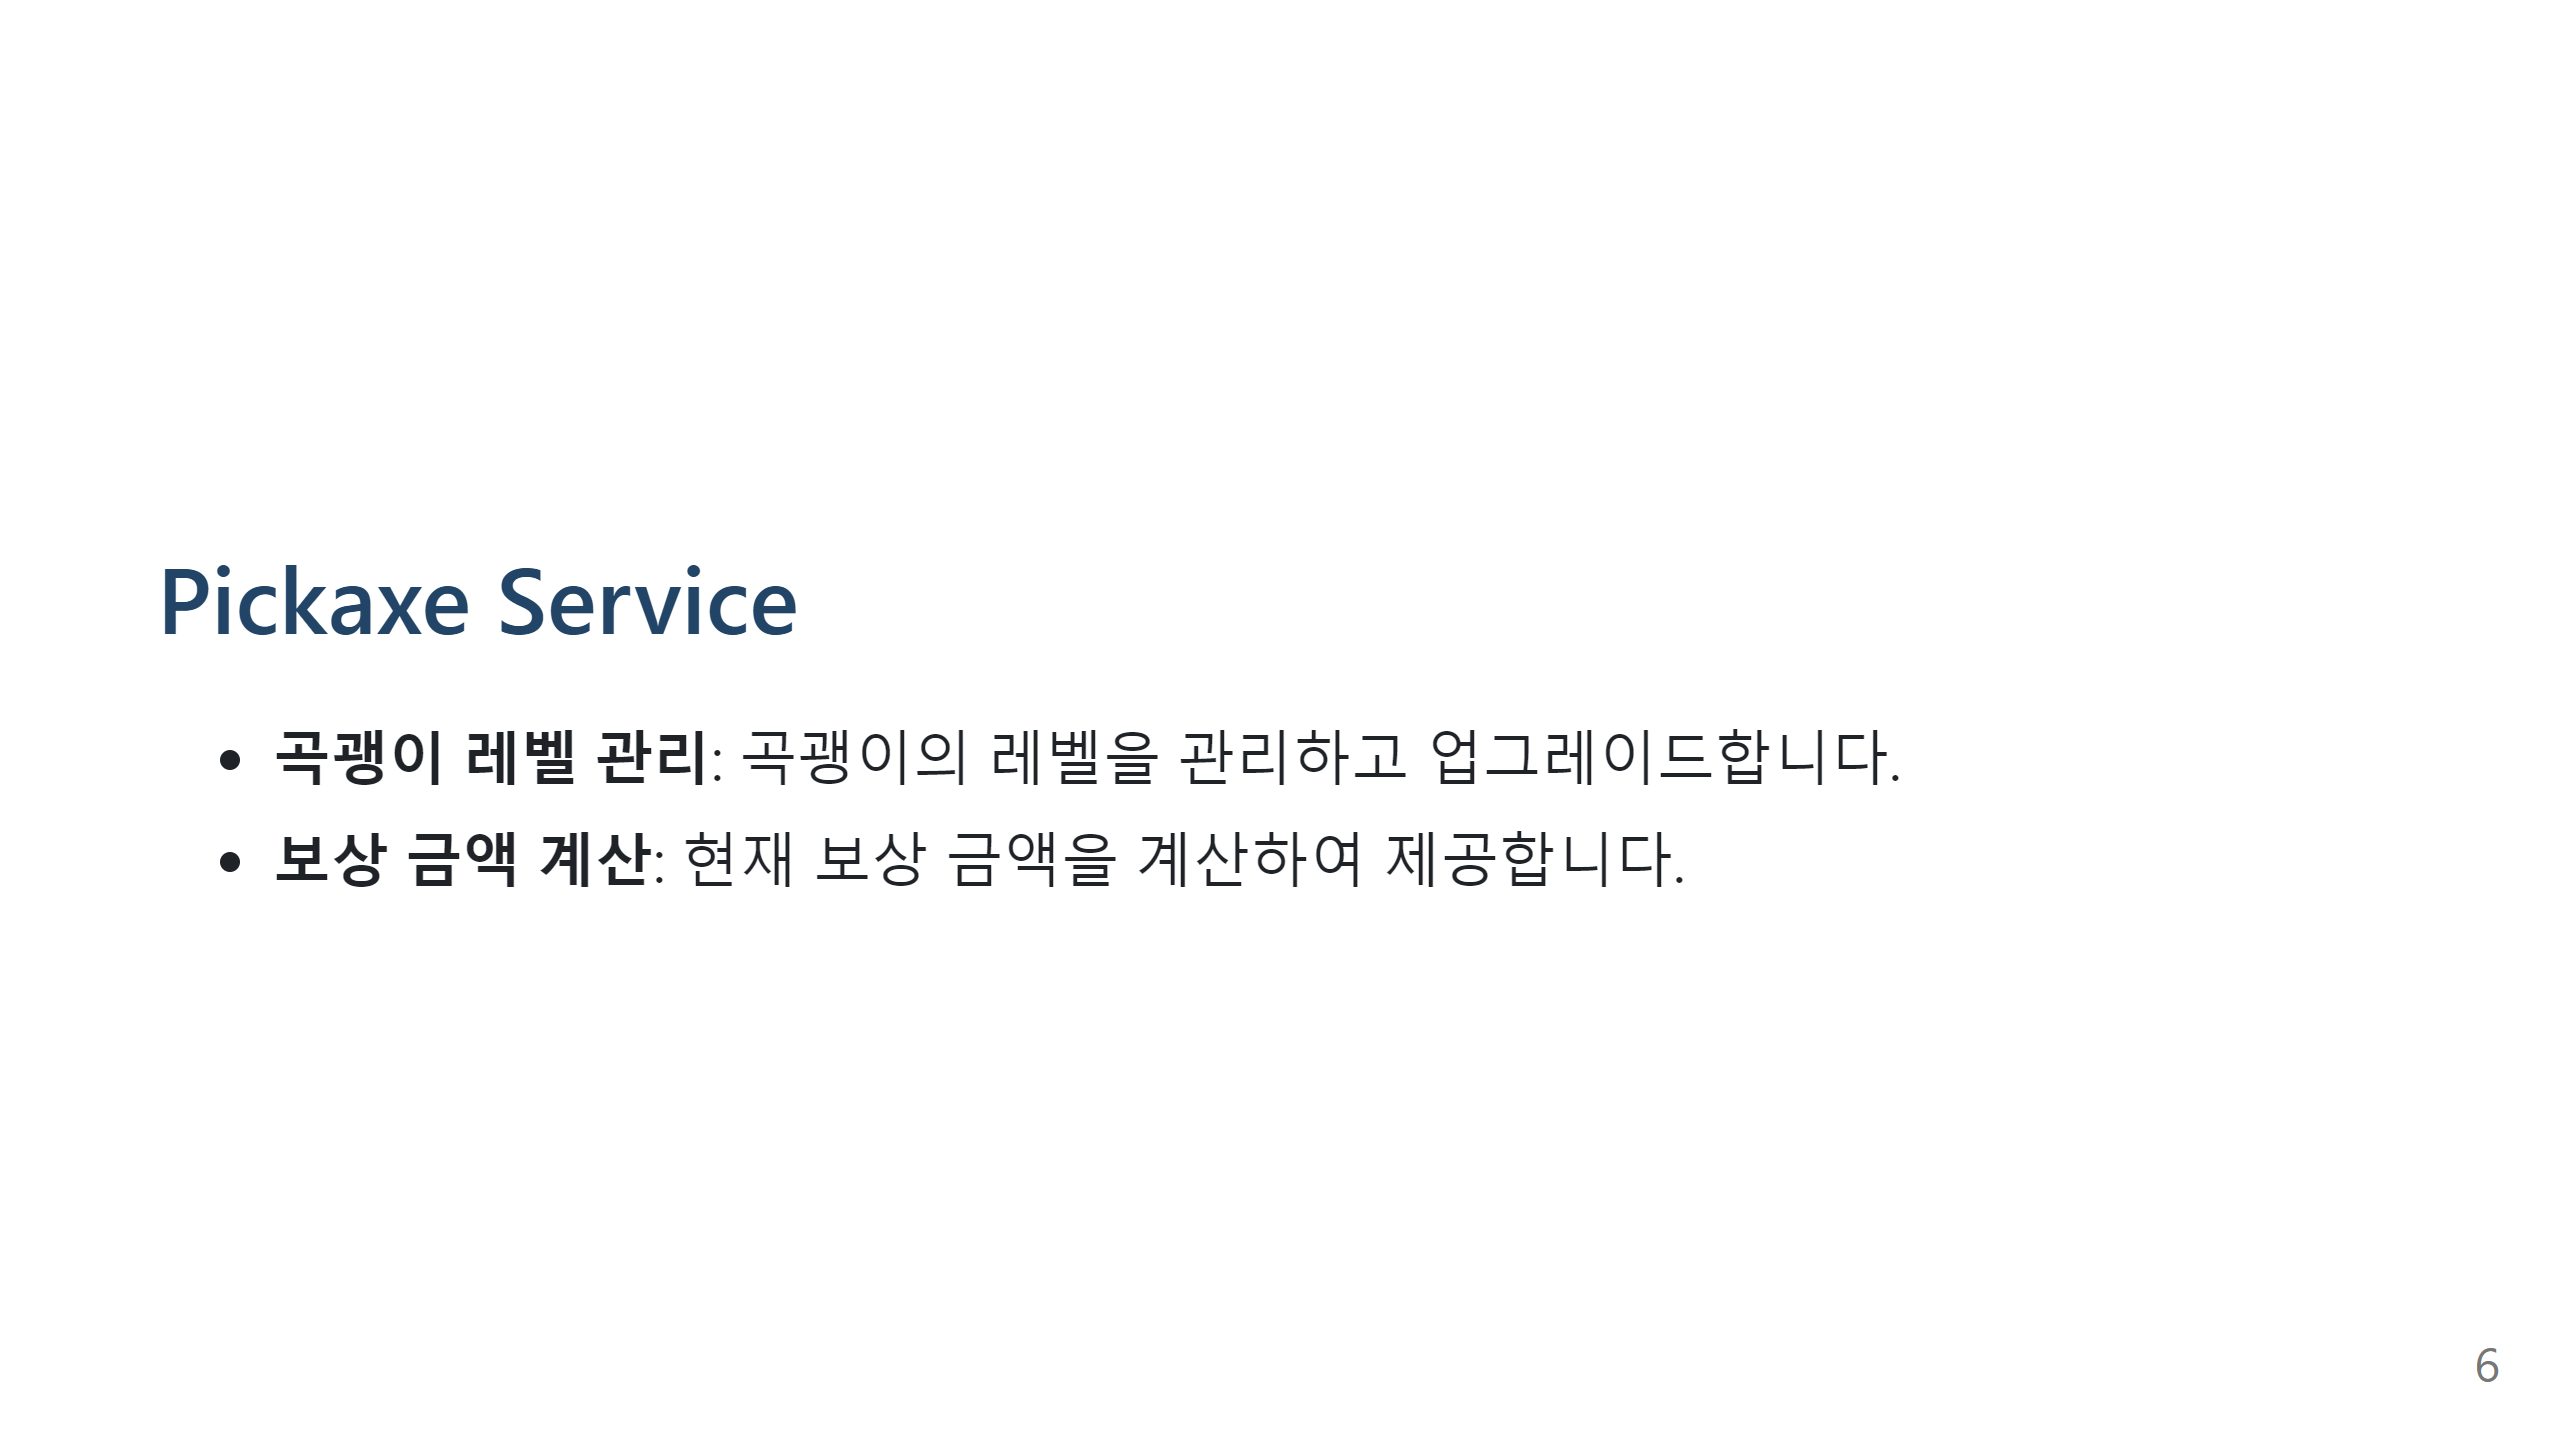 Pickaxe Service
• 곡괭이 레벨 관리: 곡괭이의 레벨을 관리하고 업그레이드합니다.
• 보상 금액 계산: 현재 보상 금액을 계산하여 제공합니다.
6